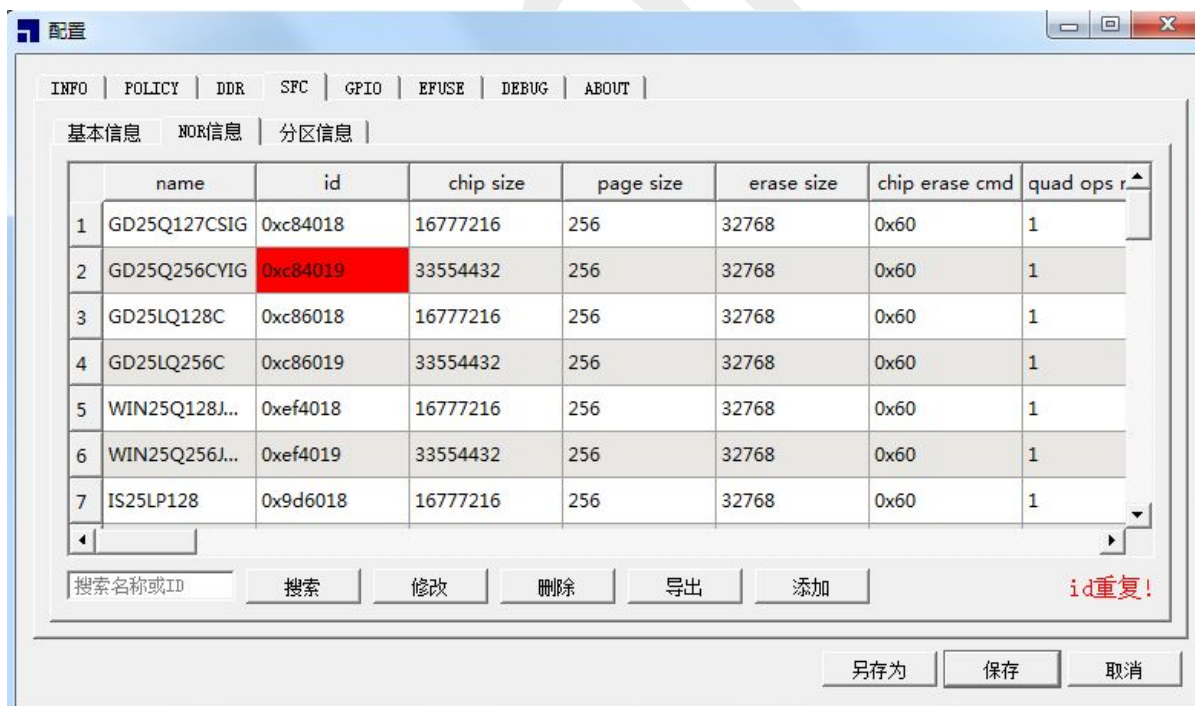 配置
INFO POLICY DDR SFC GPIO EFUSE DEBUG ABOUT
基本信息 NOR信息 分区信息
name id chip size page size erase size chip erase cmd quad ops
1 GD25Q127CSIG 0xc84018 16777216 256 32768 0x60 1
2 GD25Q256CYIG 0xc84019 33554432 256 32768 0x60 1
3 GD25LQ128C 0xc86018 16777216 256 32768 0x60 1
4 GD25LQ256C 0xc86019 33554432 256 32768 0x60 1
5 WIN25Q128J... 0xef4018 16777216 256 32768 0x60 1
6 WIN25Q256J... 0xef4019 33554432 256 32768 0x60 1
7 IS25LP128 0x9d6018 16777216 256 32768 0x60 1
搜索名称或ID 搜索 修改 删除 导出 添加 id重复!
另存为 保存 取消